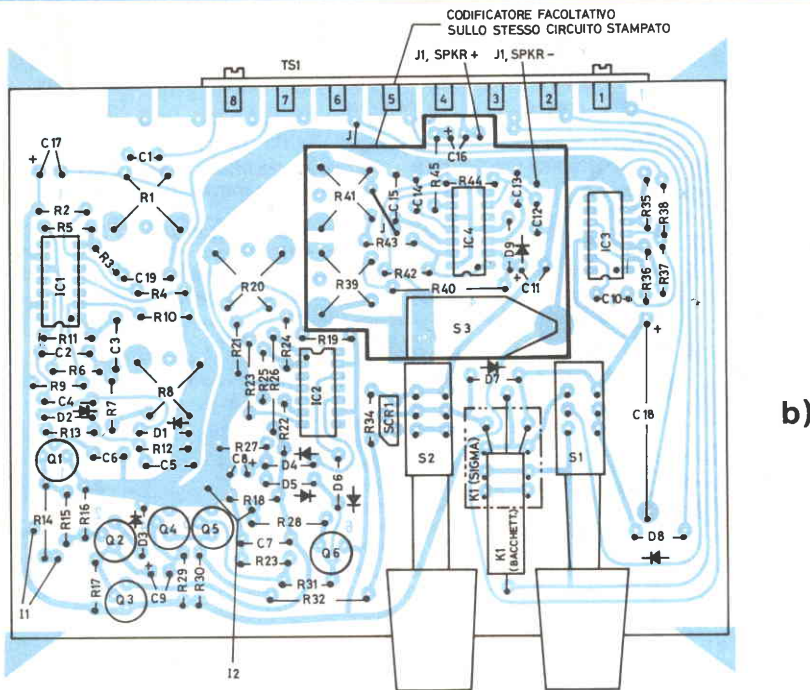 CODIFICATORE FACOLTATIVO
SULLO STESSO CIRCUITO STAMPATO
J1, SPKR + J1, SPKR -
TS1
8 7 6 5 4 3 2 1
C17
+
C1
J
+
C16
R1
R41
C15
C14
R45
R44
C13
C12
R35
R38
R2
R5
J
R43
IC4
D9
IC3
IC1
R3
C19
R4
R20
R39
R42
+
C11
R36
R37
R10
R40
C10
R11
C2
C3
R21
R24
R19
S3
+
R6
R23
R25
R26
IC2
D7
R9
R7
R8
C4
D2
R13
D1
R22
R34
SCR1
C18
b)
Q1
C6
R12
C5
R27
C8
D4
D5
D6
S2
K1 (SIGMA)
S1
R18
R14
R15
R16
Q2
D3
Q4
Q5
R28
C7
R23
Q6
K1
(BACCHETT)
D8
I1
R17
Q3
+
C9
R29
R30
R31
R32
I2